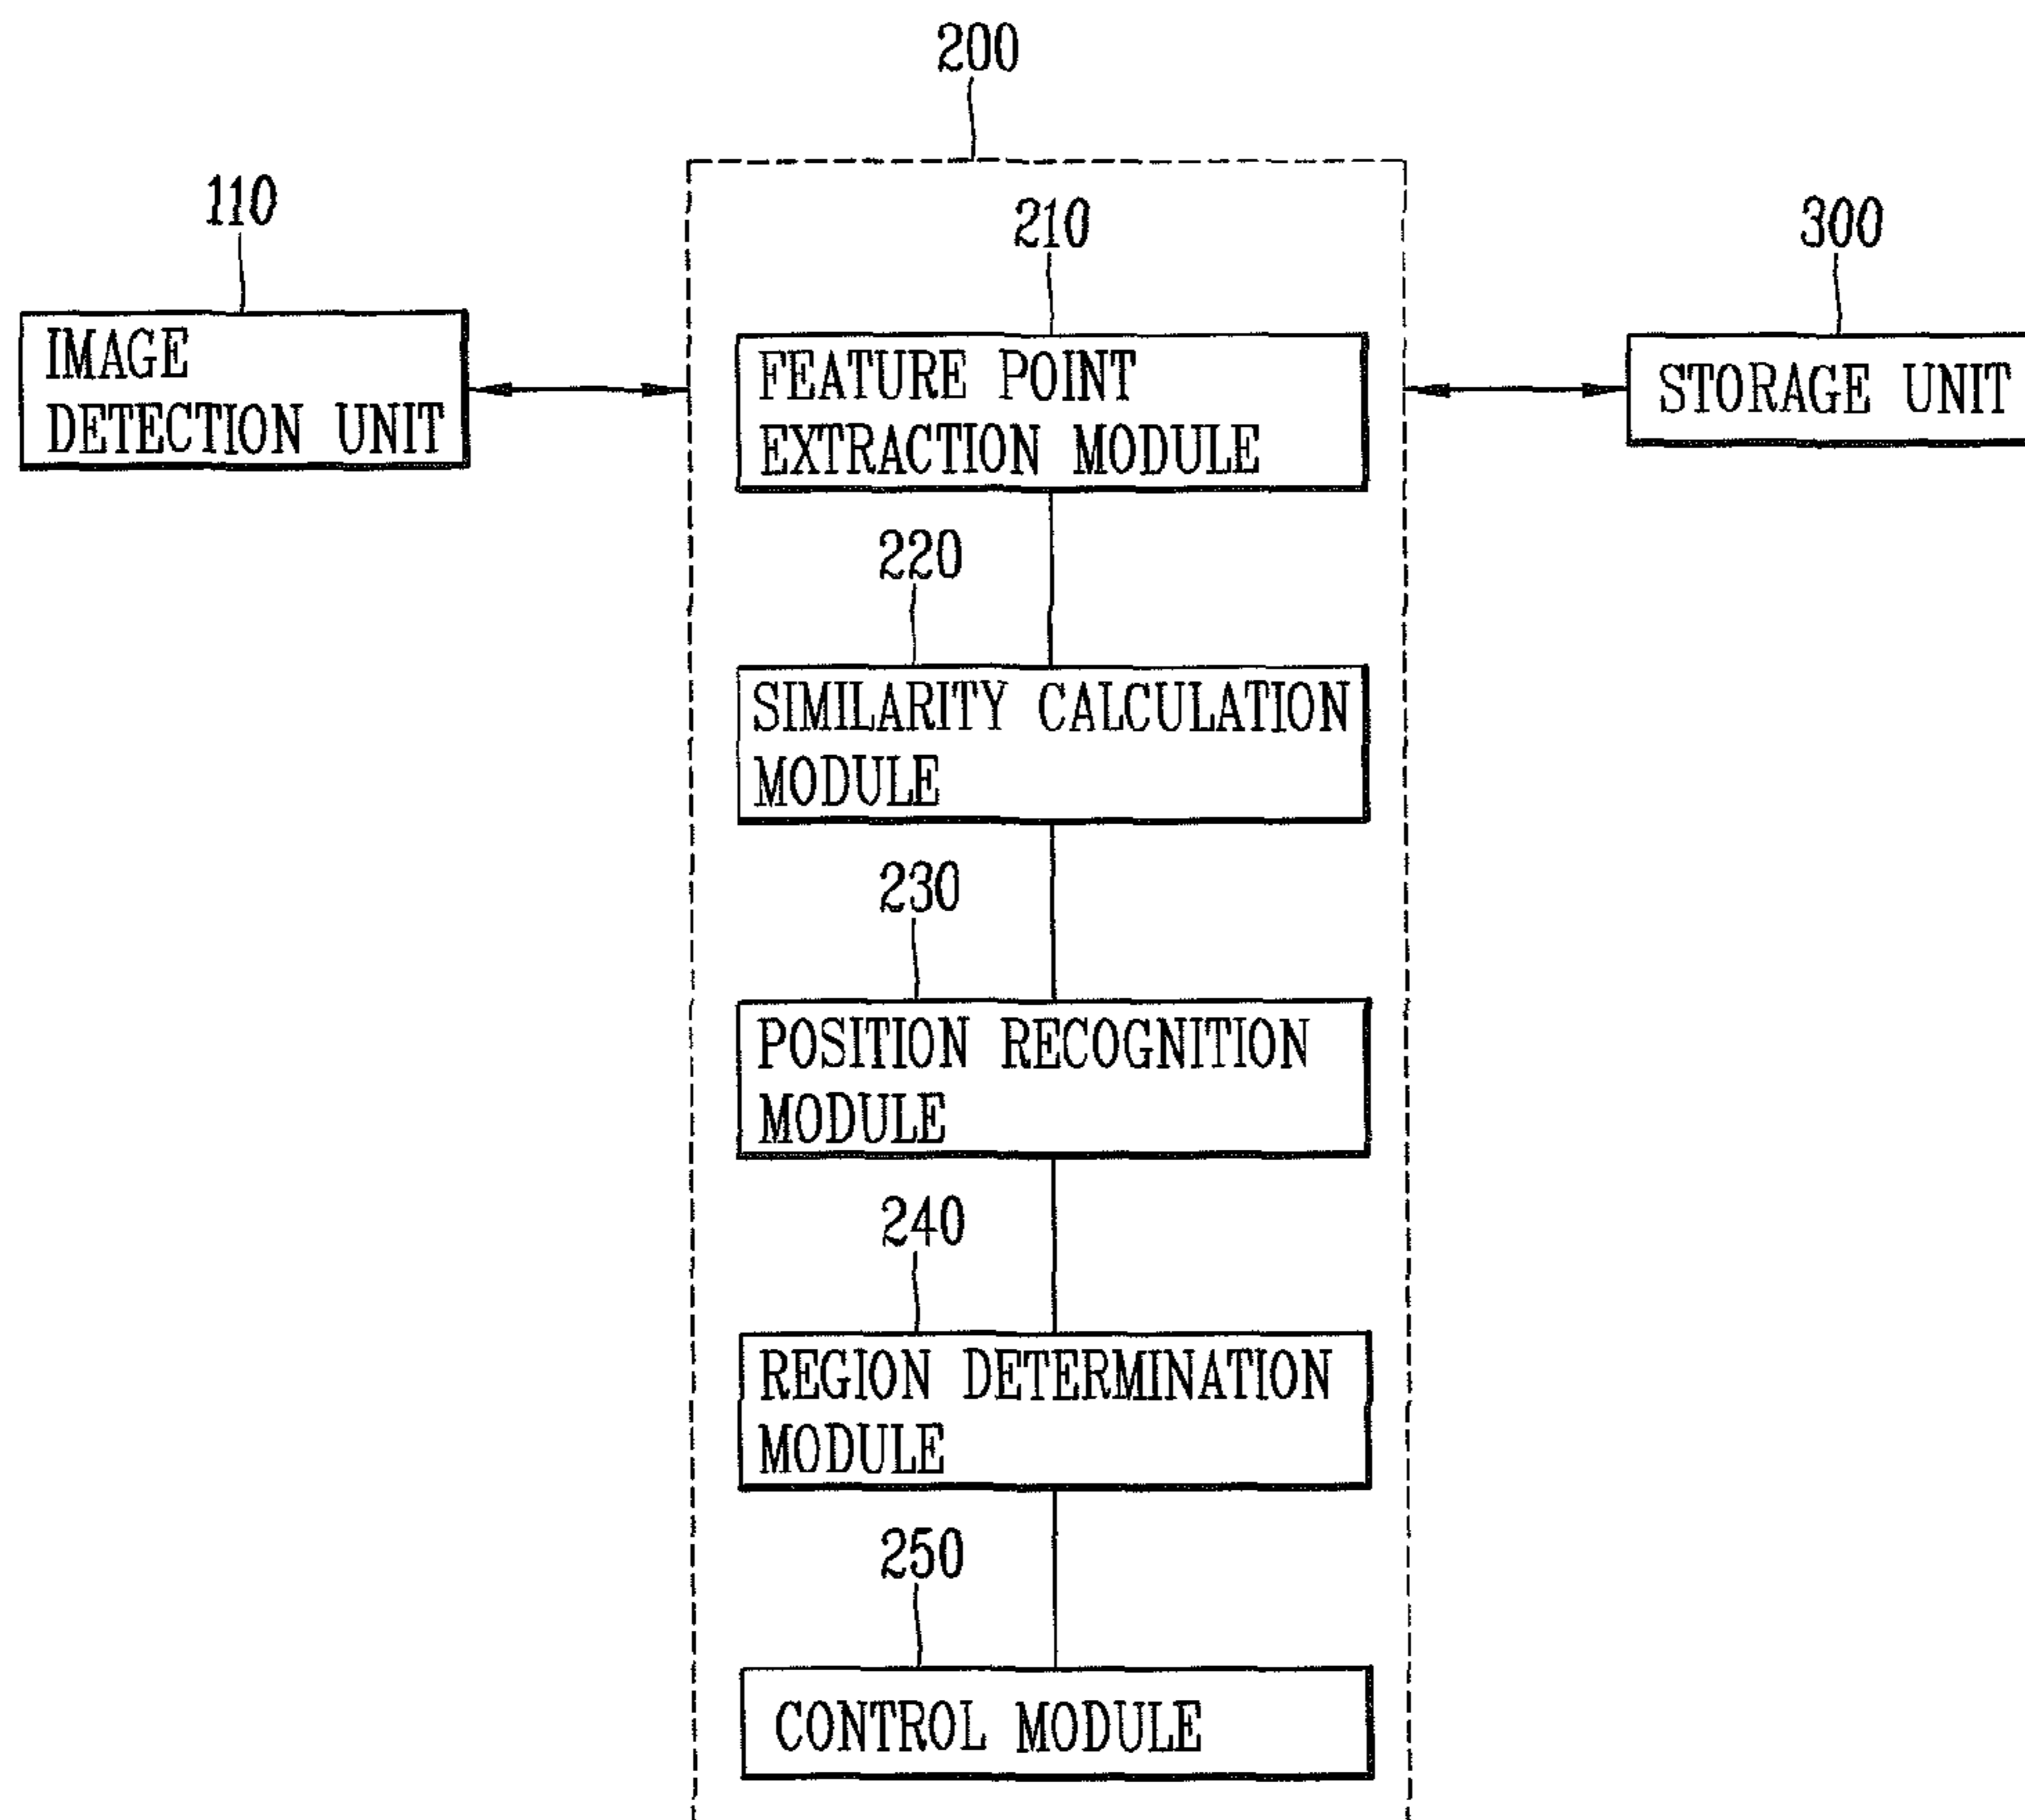 200
110
210
300
IMAGE
DETECTION UNIT
FEATURE POINT
EXTRACTION MODULE
STORAGE UNIT
220
SIMILARITY CALCULATION
MODULE
230
POSITION RECOGNITION
MODULE
240
REGION DETERMINATION
MODULE
250
CONTROL MODULE